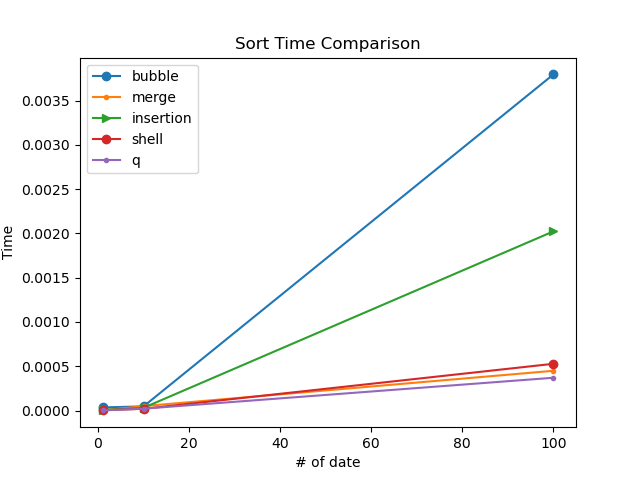 Sort Time Comparison
bubble
merge
insertion
shell
q
0.0035
0.0030
0.0025
0.0020
0.0015
0.0010
0.0005
0.0000
Time
0 20 40 60 80 100
# of date